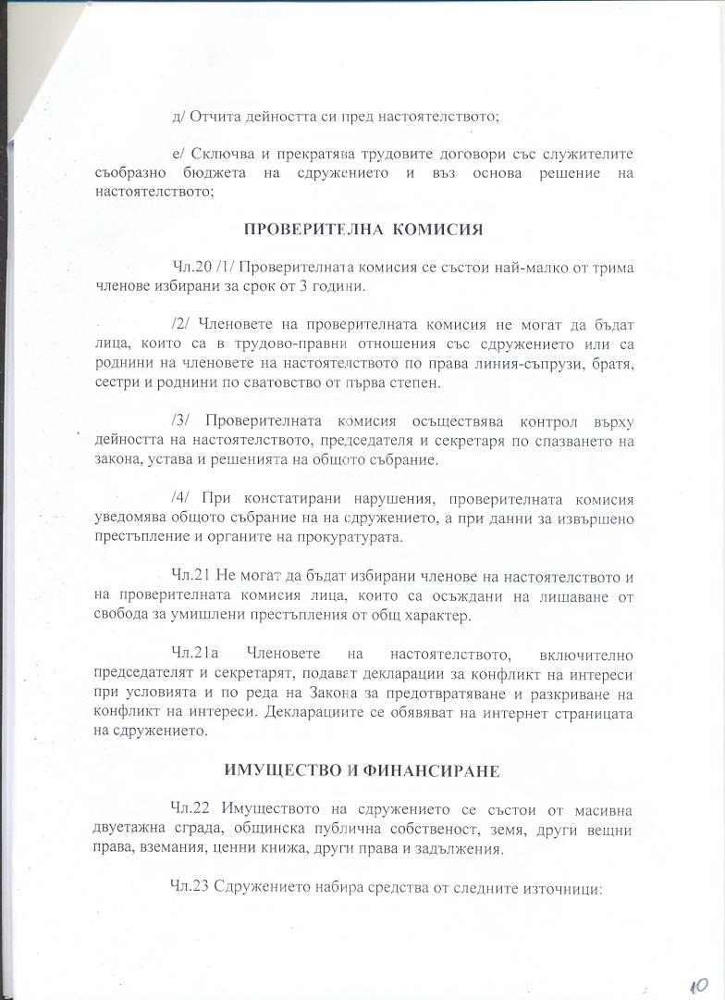 д/ Отчита дейността си пред настоятелството;
е/ Сключва и прекратява трудовите договори със служителите
съобразно бюджета на сдружението и въз основа решение на
настоятелството;
ПРОВЕРИТЕЛНА КОМИСИЯ
Чл.20 /1/ Проверителната комисия се състои най-малко от трима
членове избирани за срок от 3 години.
/2/ Членовете на проверителната комисия не могат да бъдат
лица, които са в трудово-правни отношения със сдружението или са
роднини на членовете на настоятелството по права линия-съпрузи, братя,
сестри и роднини по сватовство от първа степен.
/3/ Проверителната комисия осъществява контрол върху
дейността на настоятелството, председателя и секретаря по спазването на
закона, устава и решенията на общото събрание.
/4/ При констатирани нарушения, проверителната комисия
уведомява общото събрание на на сдружението, а при данни за извършено
престъпление и органите на прокуратурата.
Чл.21 Не могат да бъдат избирани членове на настоятелството и
на проверителната комисия лица, които са осъждани на лишаване от
свобода за умишлени престъпления от общ характер.
Чл.21а Членовете на настоятелството, включително
председателят и секретарят, подават декларации за конфликт на интереси
при условията и по реда на Закона за предотвратяване и разкриване на
конфликт на интереси. Декларациите се обявяват на интернет страницата
на сдружението.
ИМУЩЕСТВО И ФИНАНСИРАНЕ
Чл.22 Имуществото на сдружението се състои от масивна
двуетажна сграда, общинска публична собственост, земя, други вещни
права, вземания, ценни книжа, други права и задължения.
Чл.23 Сдружението набира средства от следните източници:
10